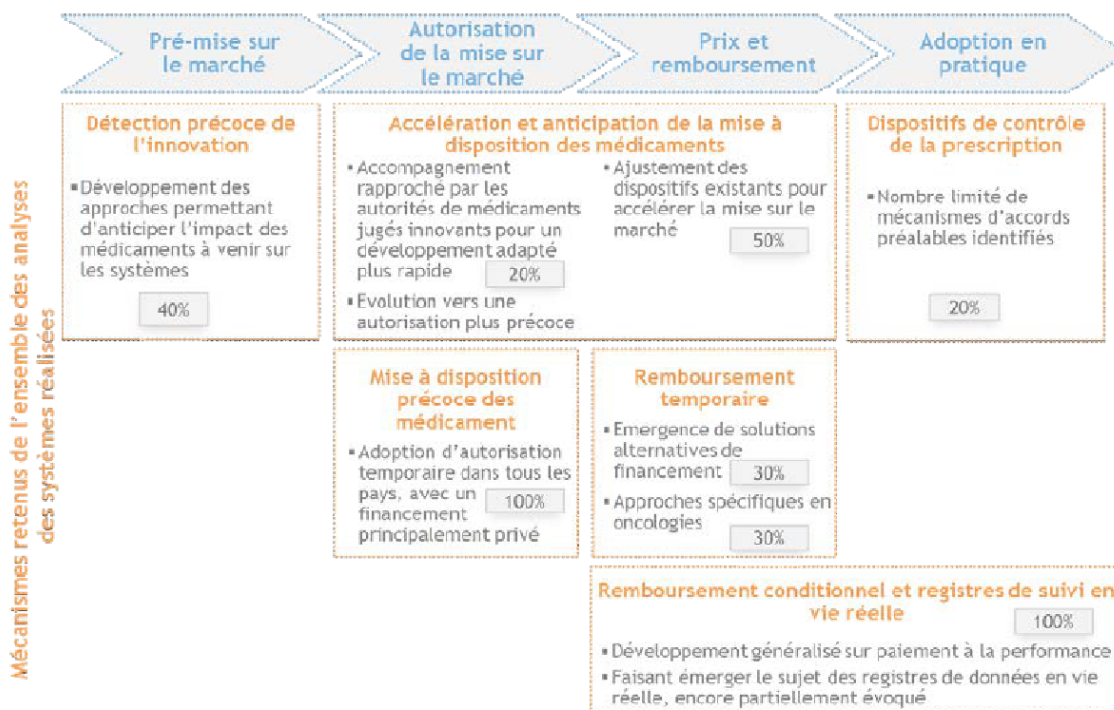 Pré-mise sur
le marché
Autorisation
de la mise sur
le marché
Prix et
remboursement
Adoption en
pratique
Mécanismes retenus de l'ensemble des analyses
des systèmes réalisées
Détection précoce de
l'innovation
▪ Développement des
approches permettant
d'anticiper l'impact des
médicaments à venir sur
les systèmes
40%
Accélération et anticipation de la mise à
disposition des médicaments
▪ Accompagnement
rapproché par les
autorités de médicaments
jugés innovants pour un
développement adapté
plus rapide
20%
▪ Evolution vers une
autorisation plus précoce
▪ Ajustement des
dispositifs existants pour
accélérer la mise sur le
marché
50%
Dispositifs de contrôle
de la prescription
▪ Nombre limité de
mécanismes d'accords
préalables identifiés
20%
Mise à disposition
précoce des
médicament
▪ Adoption d'autorisation
temporaire dans tous les
pays, avec un
financement
principalement privé
100%
Remboursement
temporaire
▪ Emergence de solutions
alternatives de
financement
30%
▪ Approches spécifiques en
oncologies
30%
Remboursement conditionnel et registres de suivi en
vie réelle
100%
▪ Développement généralisé sur paiement à la performance
▪ Faisant émerger le sujet des registres de données en vie
réelle, encore partiellement évoqué